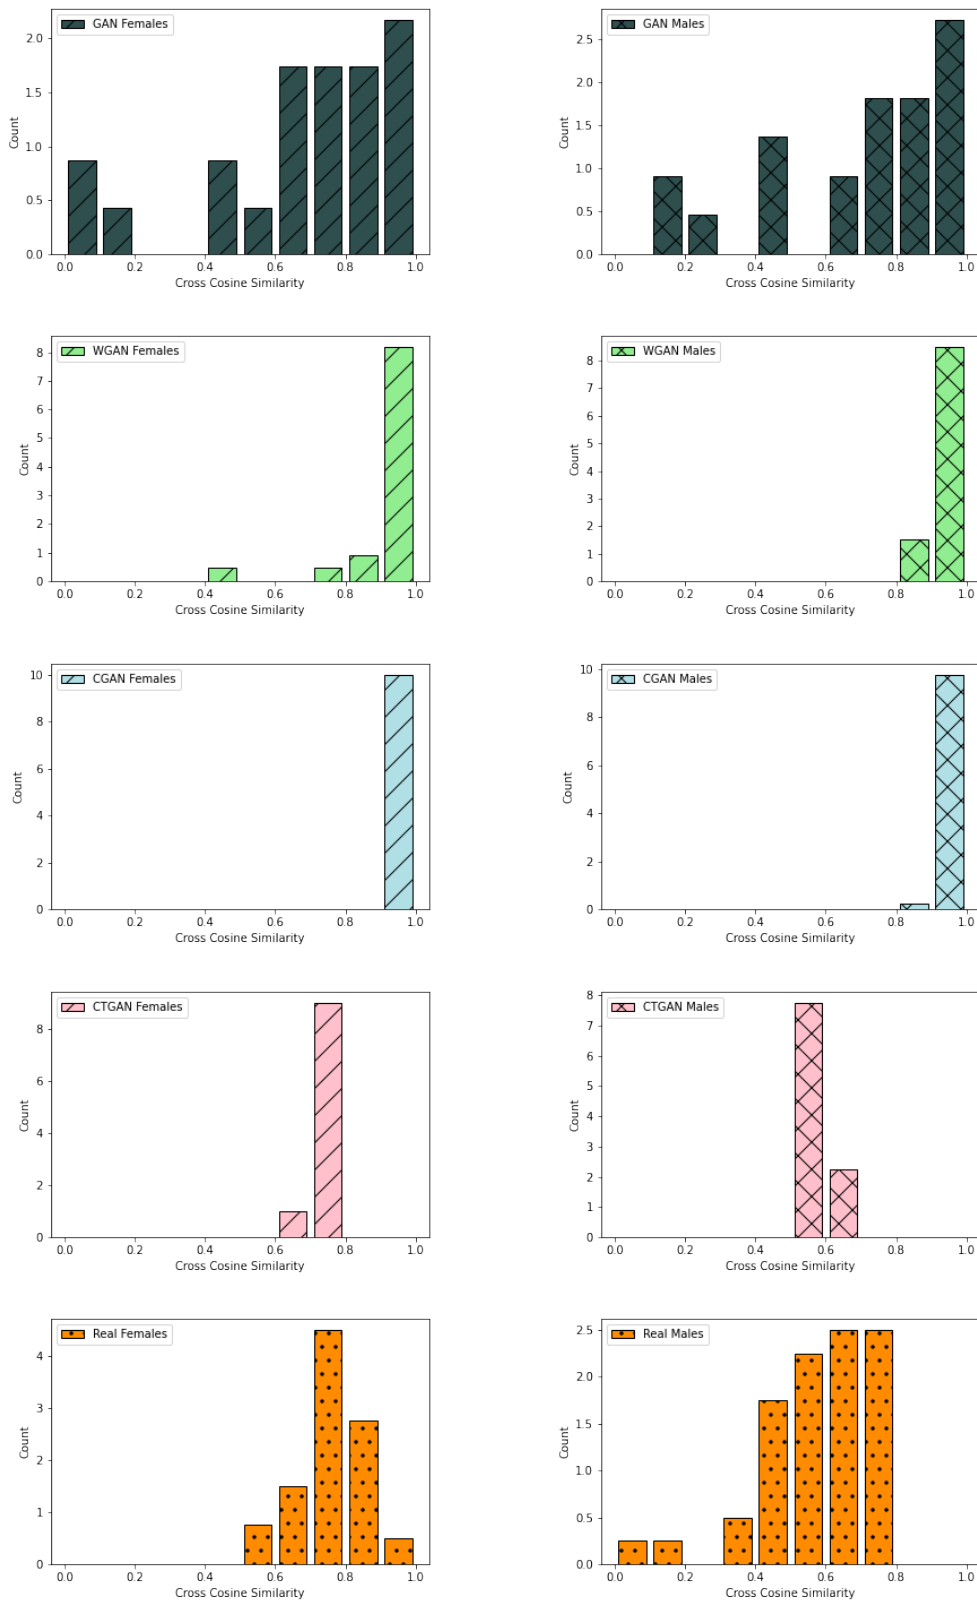 GAN Females
2.0
1.5
1.0
0.5
0.0
Count
0.0 0.2 0.4 0.6 0.8 1.0
Cross Cosine Similarity
GAN Males
2.5
2.0
1.5
1.0
0.5
0.0
Count
0.0 0.2 0.4 0.6 0.8 1.0
Cross Cosine Similarity
WGAN Females
8
7
6
5
4
3
2
1
0
Count
0.0 0.2 0.4 0.6 0.8 1.0
Cross Cosine Similarity
WGAN Males
8
7
6
5
4
3
2
1
0
Count
0.0 0.2 0.4 0.6 0.8 1.0
Cross Cosine Similarity
CGAN Females
10
8
6
4
2
0
Count
0.0 0.2 0.4 0.6 0.8 1.0
Cross Cosine Similarity
CGAN Males
10
8
6
4
2
0
Count
0.0 0.2 0.4 0.6 0.8 1.0
Cross Cosine Similarity
CTGAN Females
8
6
4
2
0
Count
0.0 0.2 0.4 0.6 0.8 1.0
Cross Cosine Similarity
CTGAN Males
8
7
6
5
4
3
2
1
0
Count
0.0 0.2 0.4 0.6 0.8 1.0
Cross Cosine Similarity
Real Females
4
3
2
1
0
Count
0.0 0.2 0.4 0.6 0.8 1.0
Cross Cosine Similarity
Real Males
2.5
2.0
1.5
1.0
0.5
0.0
Count
0.0 0.2 0.4 0.6 0.8 1.0
Cross Cosine Similarity